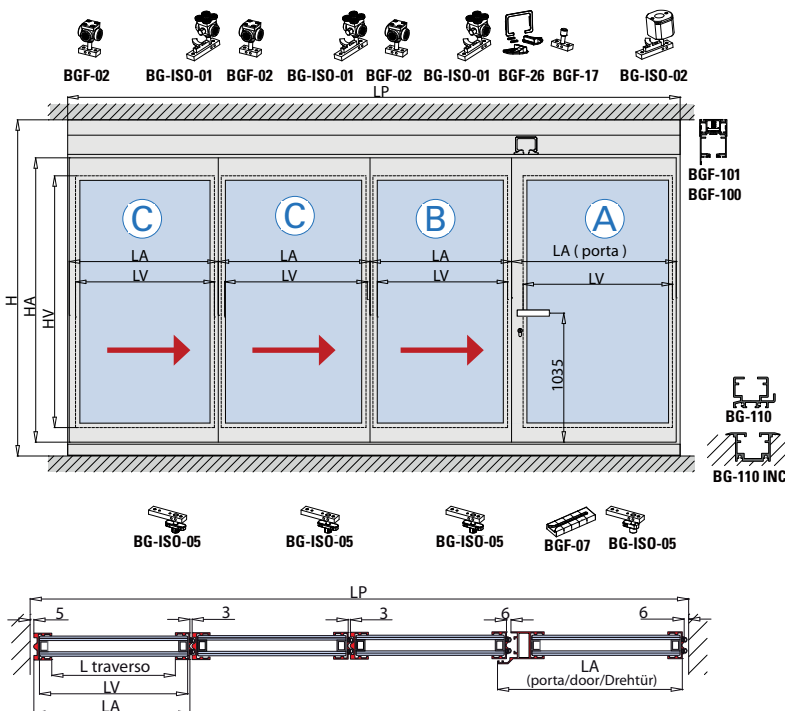 BGF-02 BG-ISO-01 BGF-02 BG-ISO-01 BGF-02 BG-ISO-01 BGF-26 BGF-17 BG-ISO-02
LP
BGF-101
BGF-100
C C B A
LA LA LA LA ( porta )
LV LV LV LV
H HA HV
1035
BG-110
BG-110 INC
BG-ISO-05 BG-ISO-05 BG-ISO-05 BGF-07 BG-ISO-05
LP
5 3 3 6 6
L traverso
LV
LA
LA
(porta/door/Drehtür)